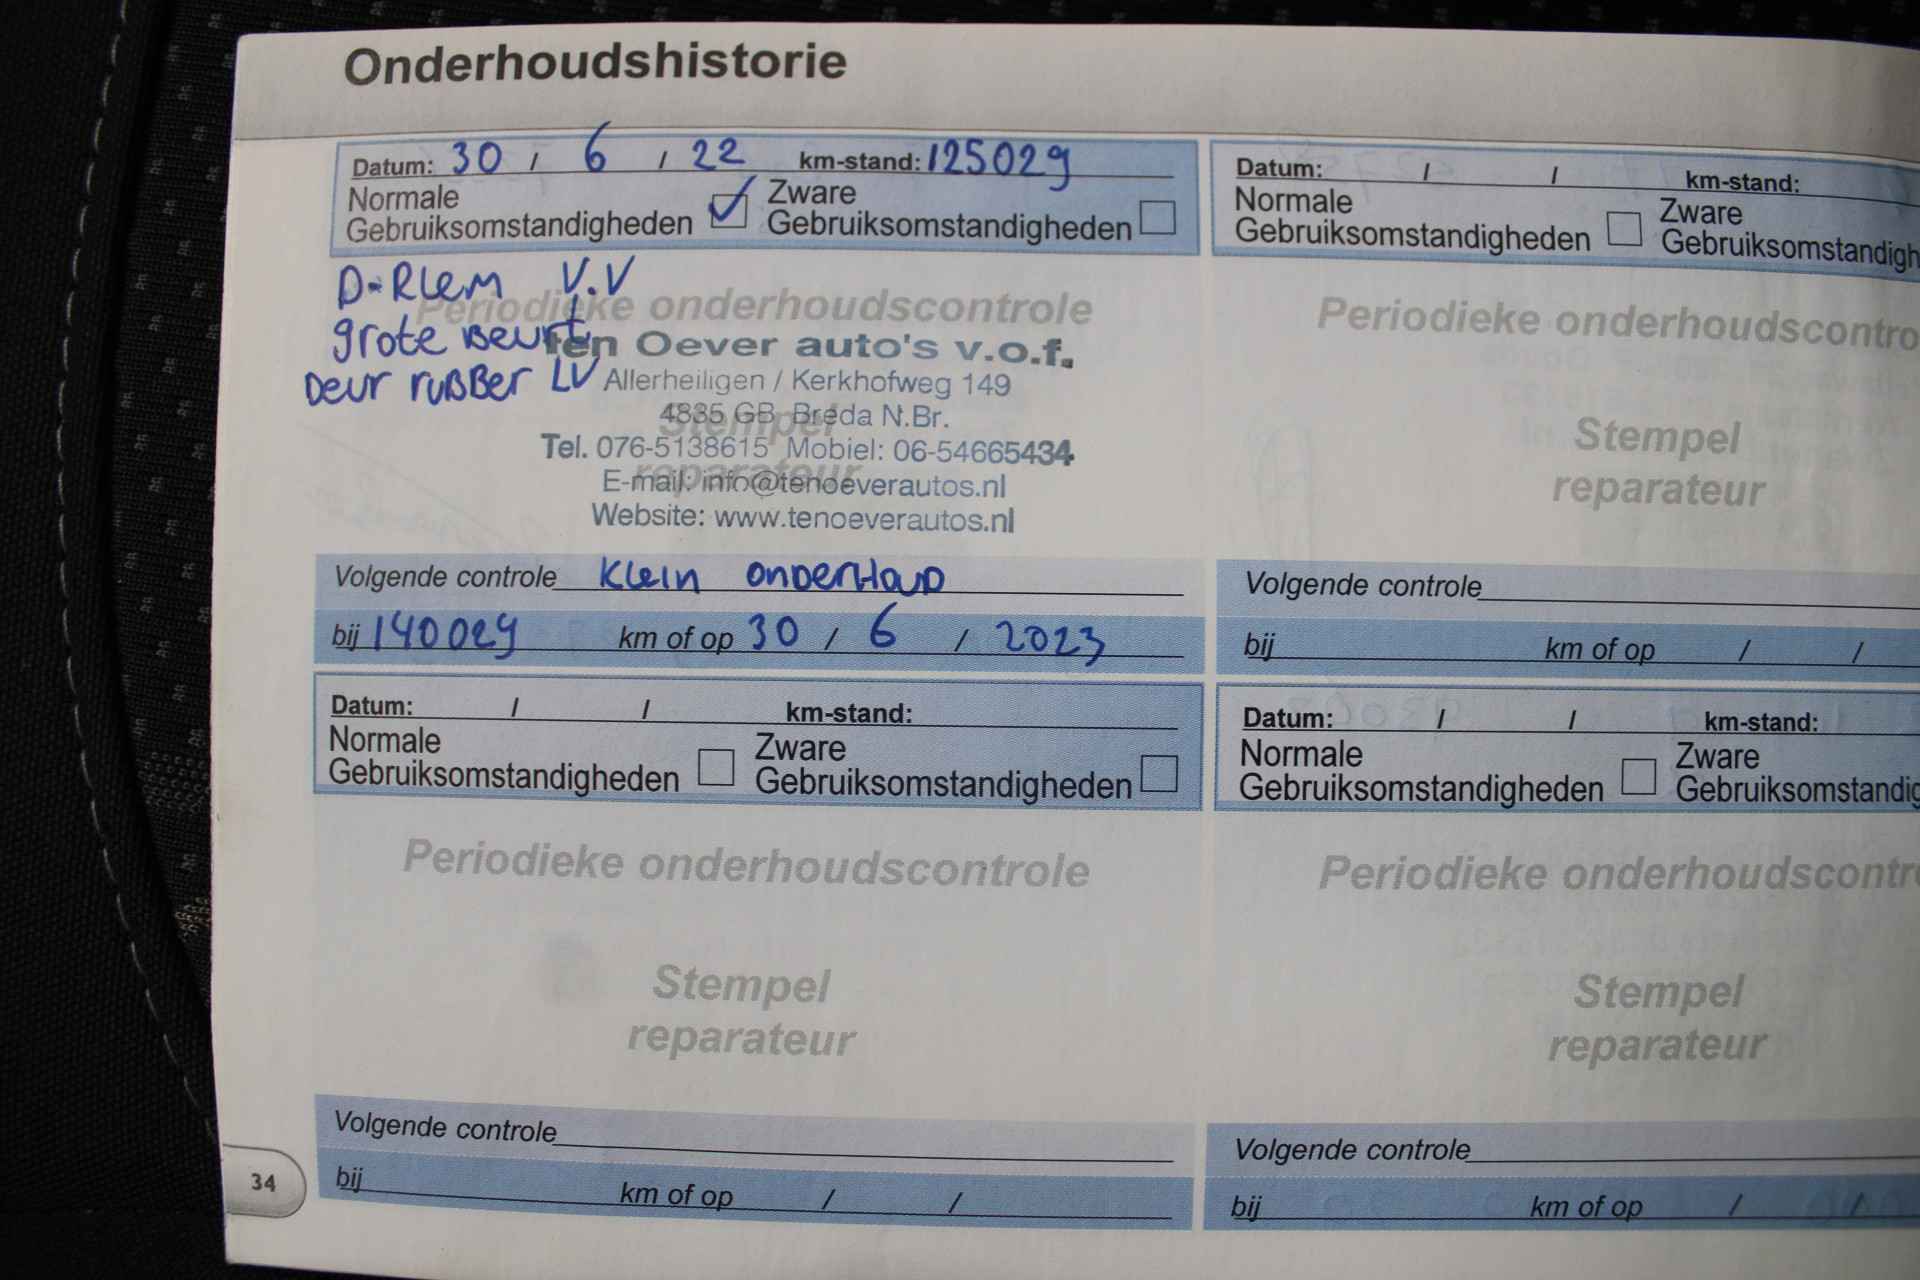 Onderhoudshistorie
Datum: 30 / 6 / 22 km-stand: 125029
Normale
Gebruiksomstandigheden
Zware
Gebruiksomstandigheden
D-Riem V.V
Periodieke onderhoudscontrole
grote Beurt
ten Oever auto's v.o.f.
Deur rubber LV
Allerheiligen / Kerkhofweg 149
4835 GB Breda N.Br.
Stempel
Tel. 076-5138615 Mobiel: 06-54665434
reparateur
E-mail: info@tenoeverautos.nl
Website: www.tenoeverautos.nl
Volgende controle Klein onderhoud
bij 140029 km of op 30 / 6 / 2023
Datum: / / km-stand:
Normale
Gebruiksomstandigheden
Zware
Gebruiksomstandigh
Periodieke onderhoudscontro
Stempel
reparateur
Volgende controle
bij km of op / /
Datum: / / km-stand:
Normale
Gebruiksomstandigheden
Zware
Gebruiksomstandigheden
Periodieke onderhoudscontrole
Stempel
reparateur
Volgende controle
bij km of op / /
Datum: / / km-stand:
Normale
Gebruiksomstandigheden
Zware
Gebruiksomstandig
Periodieke onderhoudscontr
Stempel
reparateur
Volgende controle
bij km of op / /
34